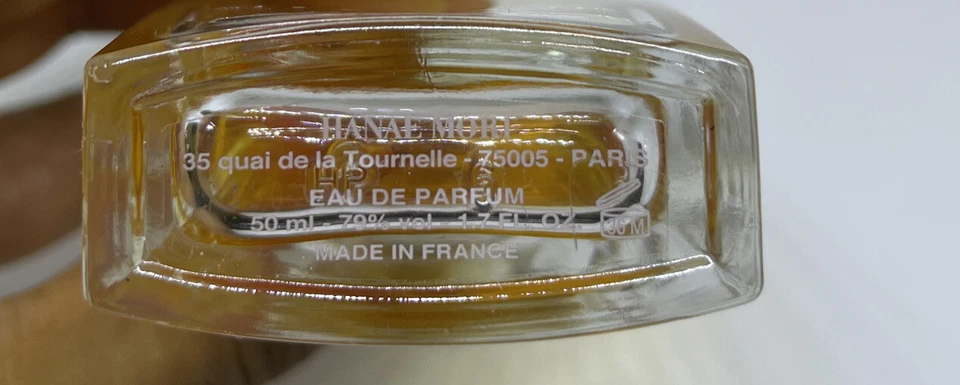 HANAE MORI
35 quai de la Tournelle - 75005 - PARIS
EAU DE PARFUM
50 ml - 79% vol - 1.7 FL. OZ.
36 M
MADE IN FRANCE